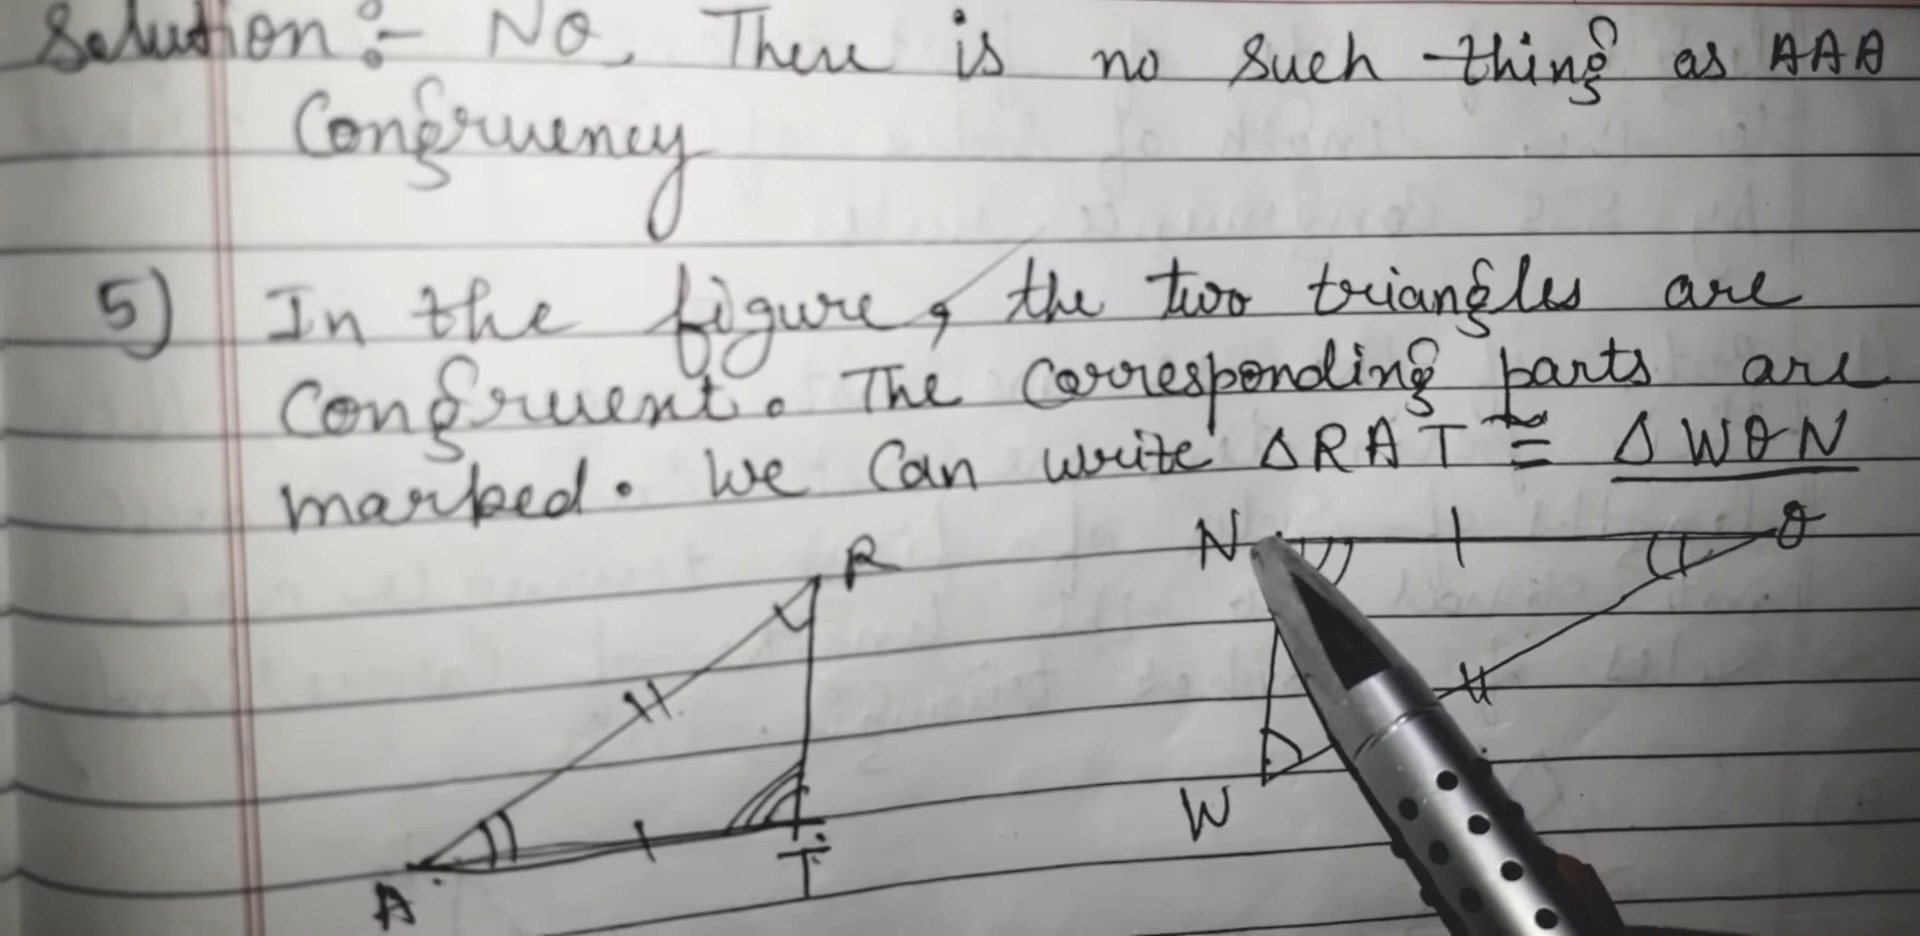 Solution :- No, There is no such thing as AAA
Congruency
5) In the figure, the two triangles are
congruent. The corresponding parts are
marked. We can write ΔRAT ≅ ΔWON
R
A
T
N
O
W